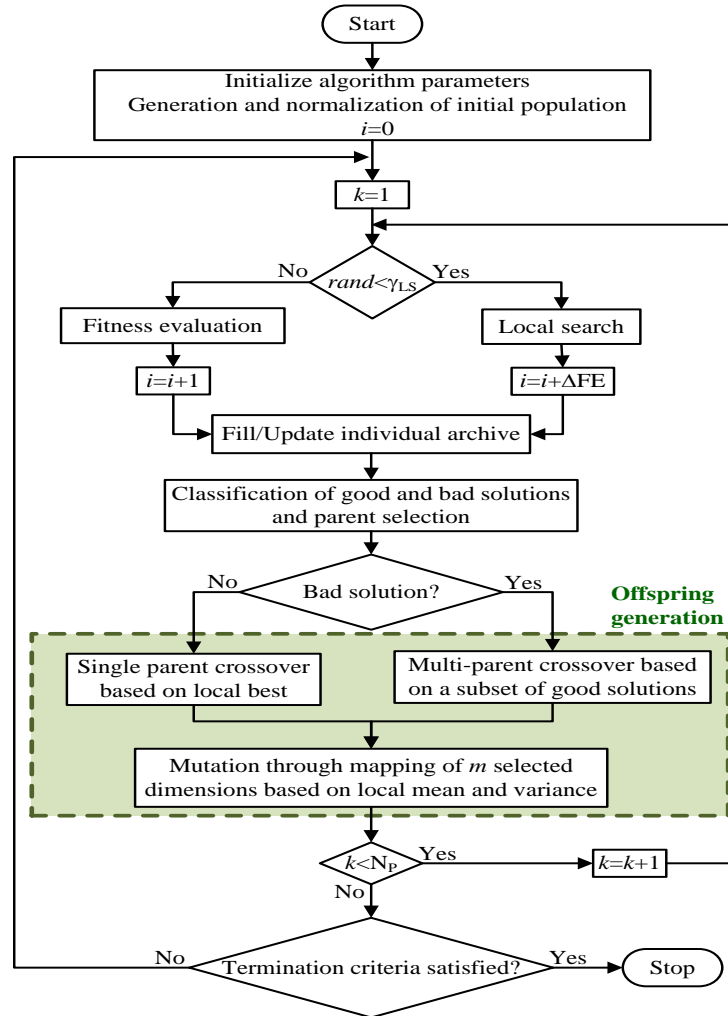 Start
Initialize algorithm parameters
Generation and normalization of initial population
i=0
k=1
No
rand<γLS
Yes
Fitness evaluation
Local search
i=i+1
i=i+ΔFE
Fill/Update individual archive
Classification of good and bad solutions
and parent selection
No
Bad solution?
Yes
Offspring
generation
Single parent crossover
based on local best
Multi-parent crossover based
on a subset of good solutions
Mutation through mapping of m selected
dimensions based on local mean and variance
k<NP
Yes
k=k+1
No
No
Termination criteria satisfied?
Yes
Stop